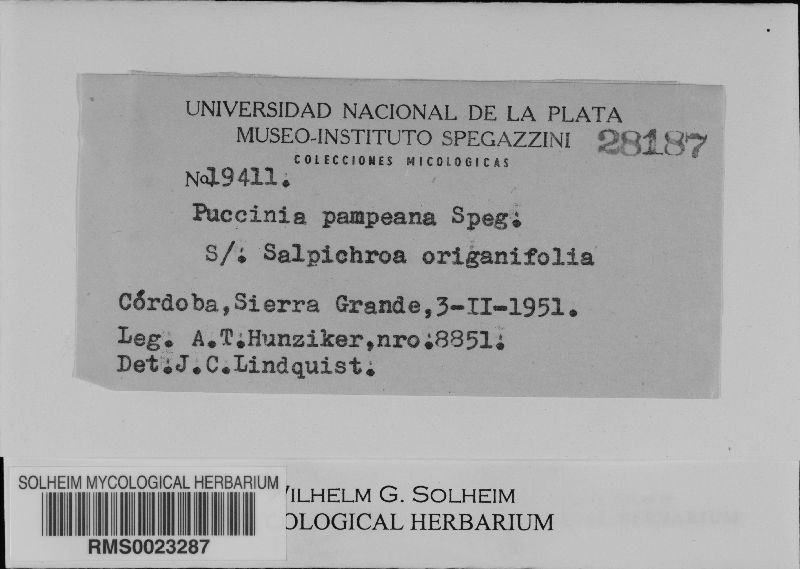 UNIVERSIDAD NACIONAL DE LA PLATA
MUSEO-INSTITUTO SPEGAZZINI 28187
COLECCIONES MICOLOGICAS
No19411.
Puccinia pampeana Speg.
S/. Salpichroa origanifolia
Córdoba,Sierra Grande,3-II-1951.
Leg. A.T.Hunziker,nro.8851.
Det.J.C.Lindquist.
SOLHEIM MYCOLOGICAL HERBARIUM
RMS0023287
WILHELM G. SOLHEIM
COLOGICAL HERBARIUM